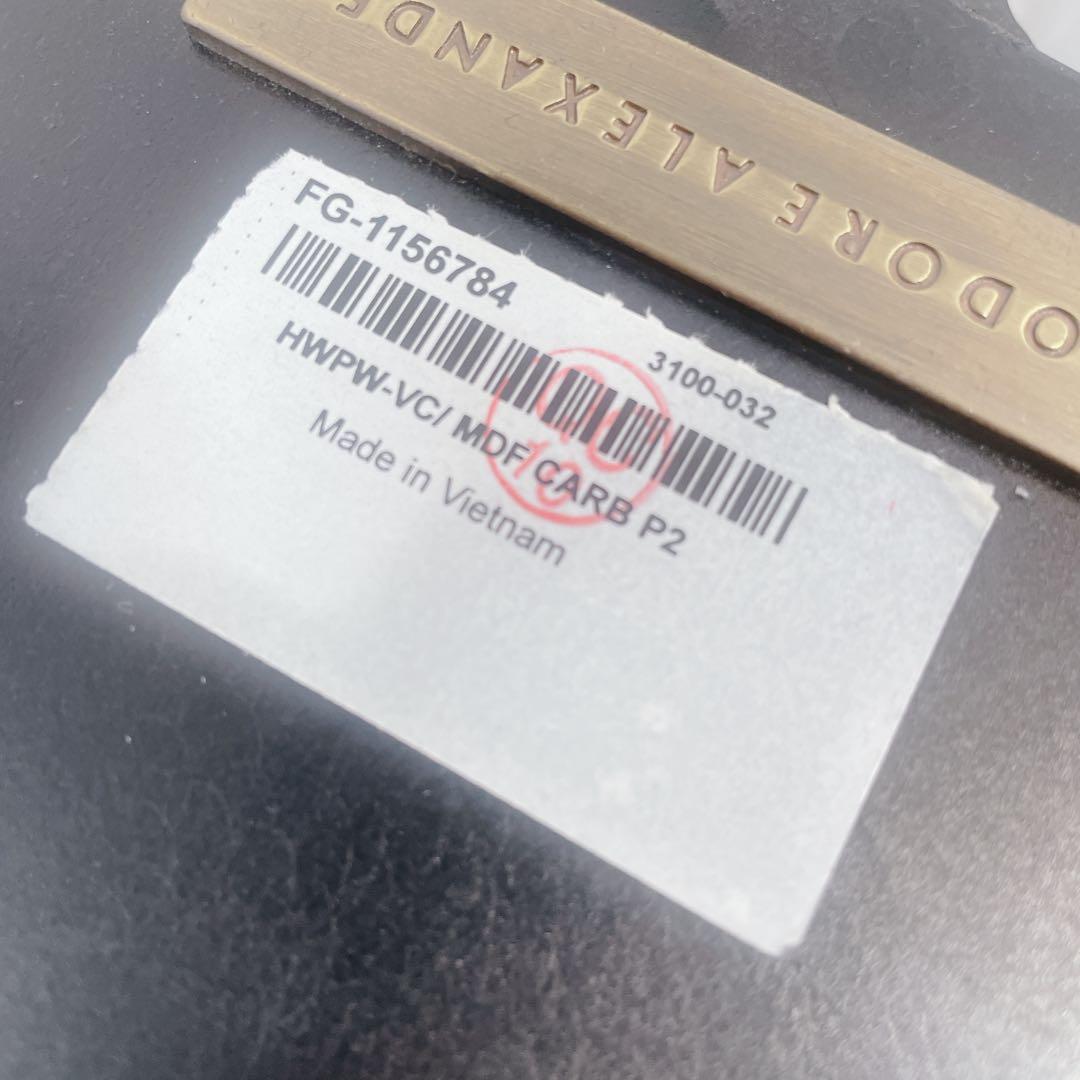 ODORE ALEXANDE
FG-1156784
3100-032
HWPW-VC/ MDF CARB P2
Made in Vietnam